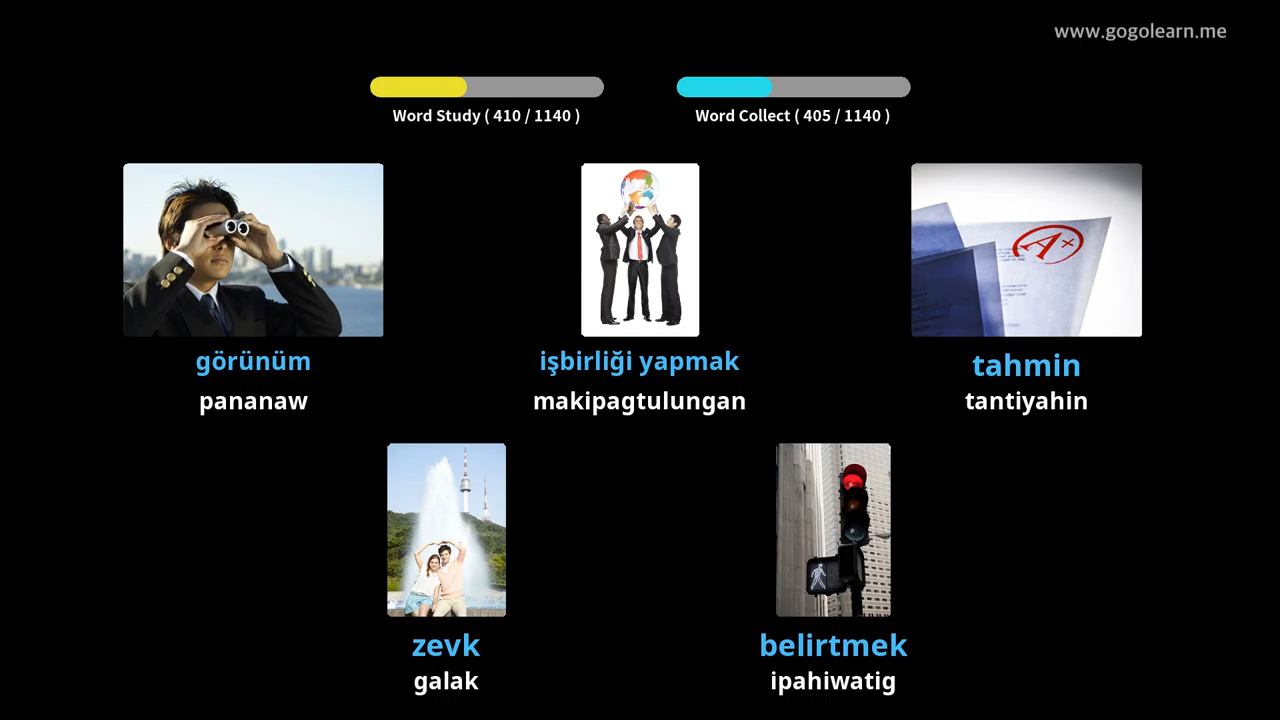 www.gogolearn.me
Word Study ( 410 / 1140 )
Word Collect ( 405 / 1140 )
A+
görünüm
pananaw
işbirliği yapmak
makipagtulungan
tahmin
tantiyahin
zevk
galak
belirtmek
ipahiwatig